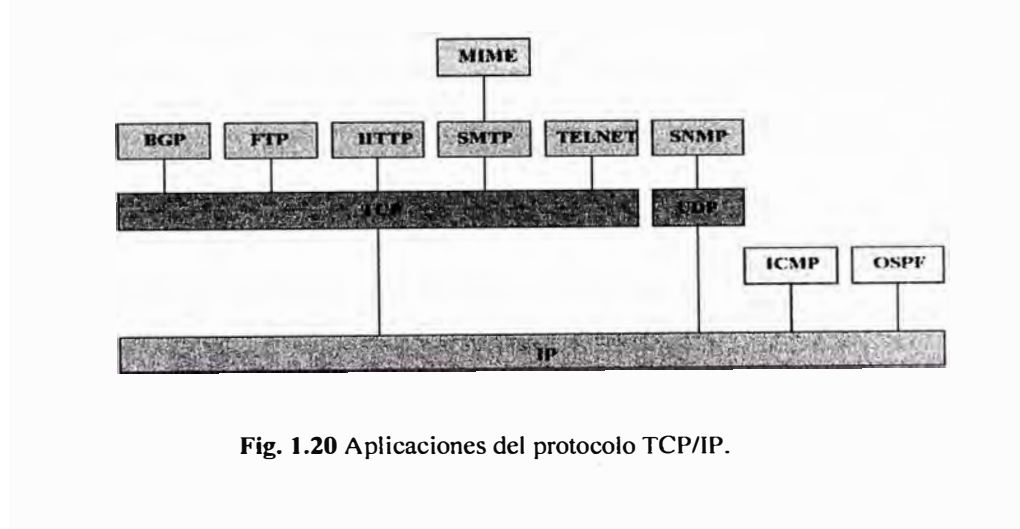 MIME
BGP FTP HTTP SMTP TELNET SNMP
TCP UDP
ICMP OSPF
IP
Fig. 1.20 Aplicaciones del protocolo TCP/IP.